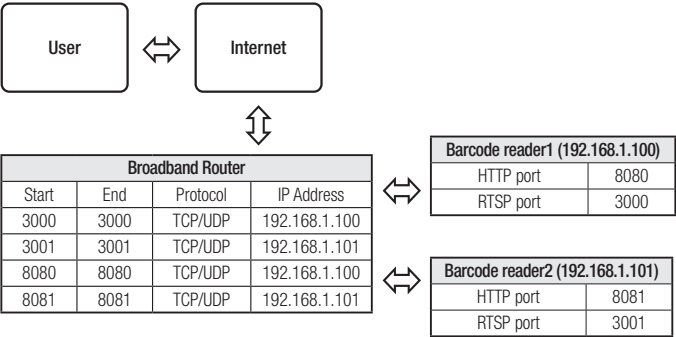 User
Internet
Broadband Router
Start End Protocol IP Address
3000 3000 TCP/UDP 192.168.1.100
3001 3001 TCP/UDP 192.168.1.101
8080 8080 TCP/UDP 192.168.1.100
8081 8081 TCP/UDP 192.168.1.101
Barcode reader1 (192.168.1.100)
HTTP port 8080
RTSP port 3000
Barcode reader2 (192.168.1.101)
HTTP port 8081
RTSP port 3001